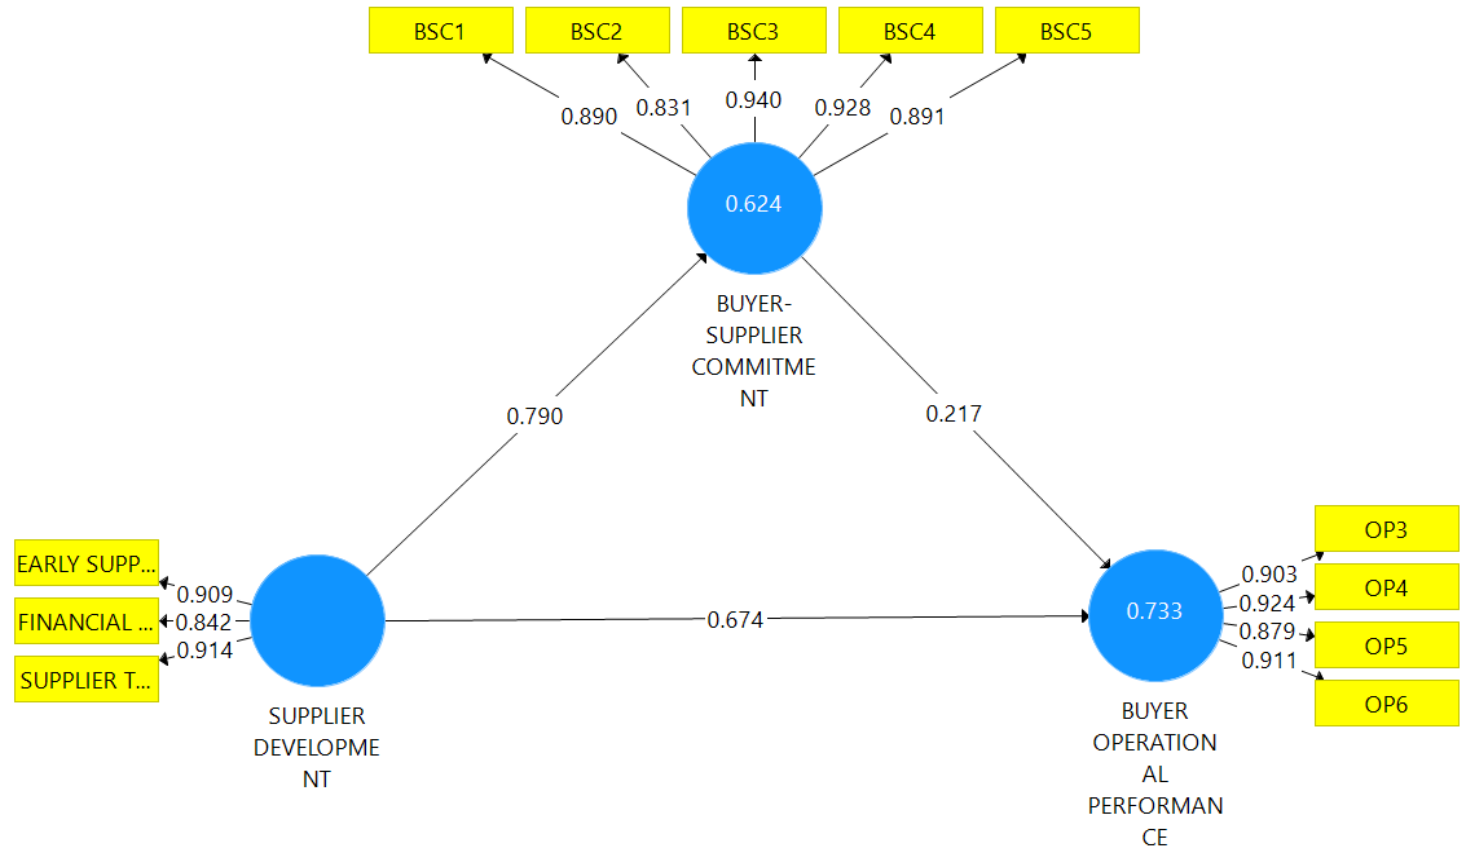 BSC1
BSC2
BSC3
BSC4
BSC5
0.890
0.831
0.940
0.928
0.891
0.624
BUYER-
SUPPLIER
COMMITME
NT
0.790
0.217
EARLY SUPP...
FINANCIAL ...
SUPPLIER T...
0.909
0.842
0.914
SUPPLIER
DEVELOPME
NT
0.674
0.733
BUYER
OPERATION
AL
PERFORMAN
CE
0.903
0.924
0.879
0.911
OP3
OP4
OP5
OP6